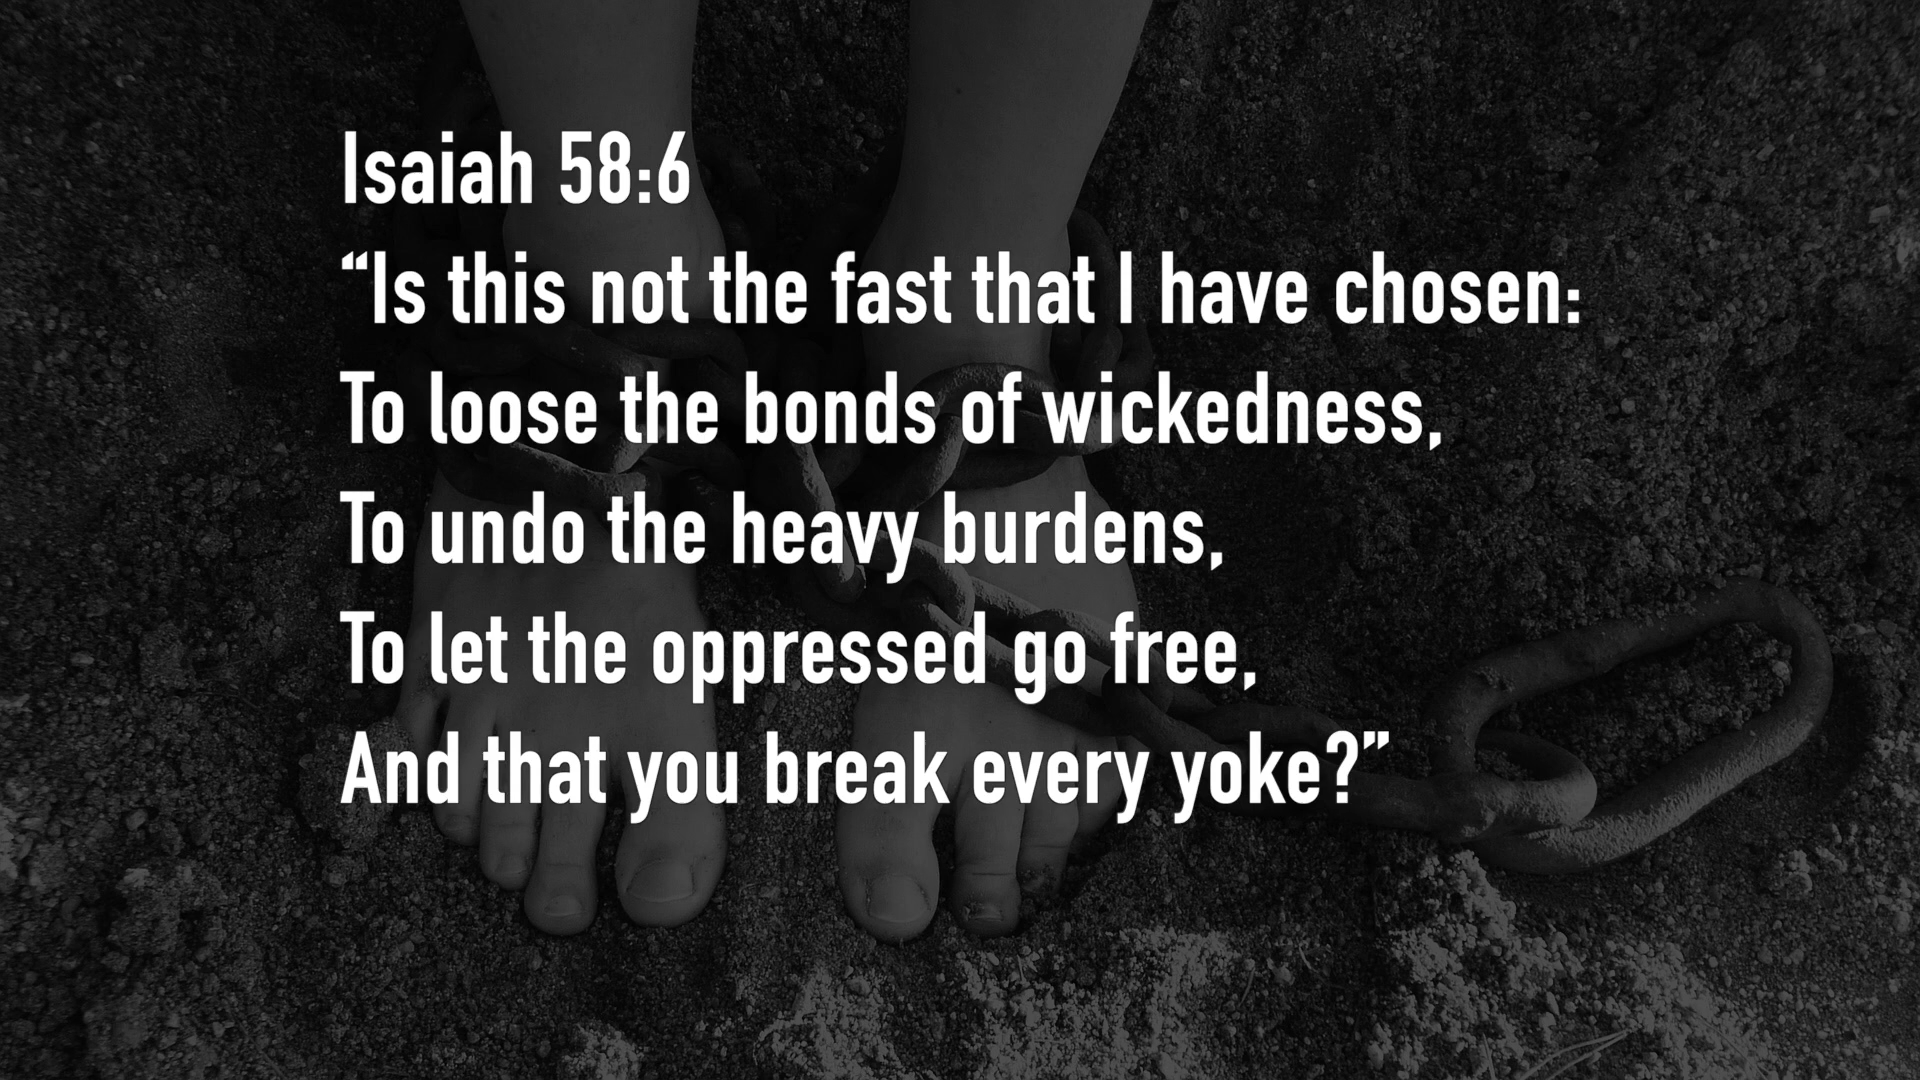 Isaiah 58:6
“Is this not the fast that I have chosen:
To loose the bonds of wickedness,
To undo the heavy burdens,
To let the oppressed go free,
And that you break every yoke?”